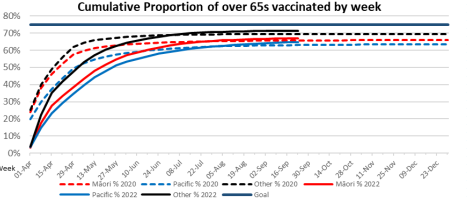 Cumulative Proportion of over 65s vaccinated by week
80%
70%
60%
50%
40%
30%
20%
10%
0%
Week
01-Apr
15-Apr
29-Apr
13-May
27-May
10-Jun
24-Jun
08-Jul
22-Jul
05-Aug
19-Aug
02-Sep
16-Sep
30-Sep
14-Oct
28-Oct
11-Nov
25-Nov
09-Dec
23-Dec
Māori % 2020 Pacific % 2020 Other % 2020 Māori % 2022
Pacific % 2022 Other % 2022 Goal